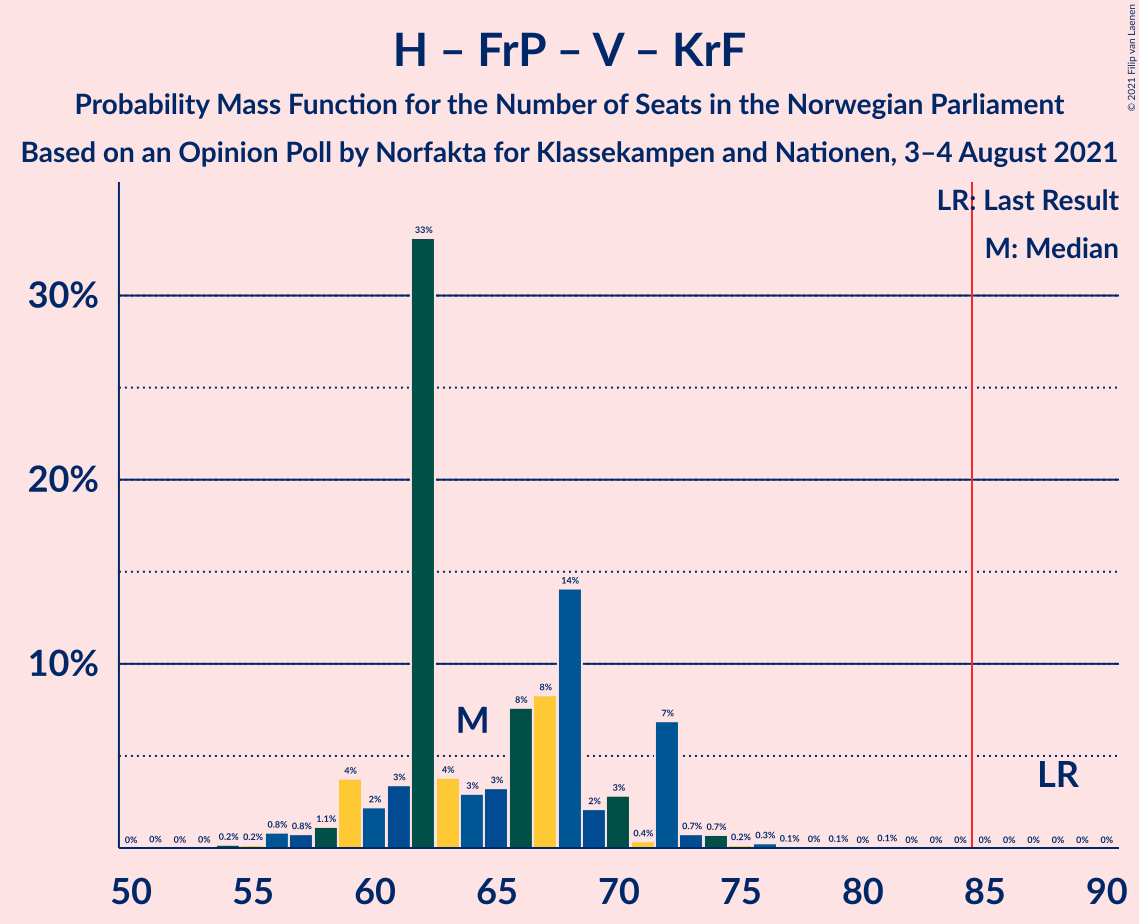 H – FrP – V – KrF
Probability Mass Function for the Number of Seats in the Norwegian Parliament
Based on an Opinion Poll by Norfakta for Klassekampen and Nationen, 3–4 August 2021
© 2021 Filip van Laenen
LR: Last Result
M: Median
30%
20%
10%
33%
14%
8%
8%
7%
M
LR
0% 0% 0% 0% 0.2% 0.2% 0.8% 0.8% 1.1% 4% 2% 3% 4% 3% 3% 2% 3% 0.4% 0.7% 0.7% 0.2% 0.3% 0.1% 0% 0.1% 0% 0.1% 0% 0% 0% 0% 0% 0% 0% 0% 0%
50 55 60 65 70 75 80 85 90